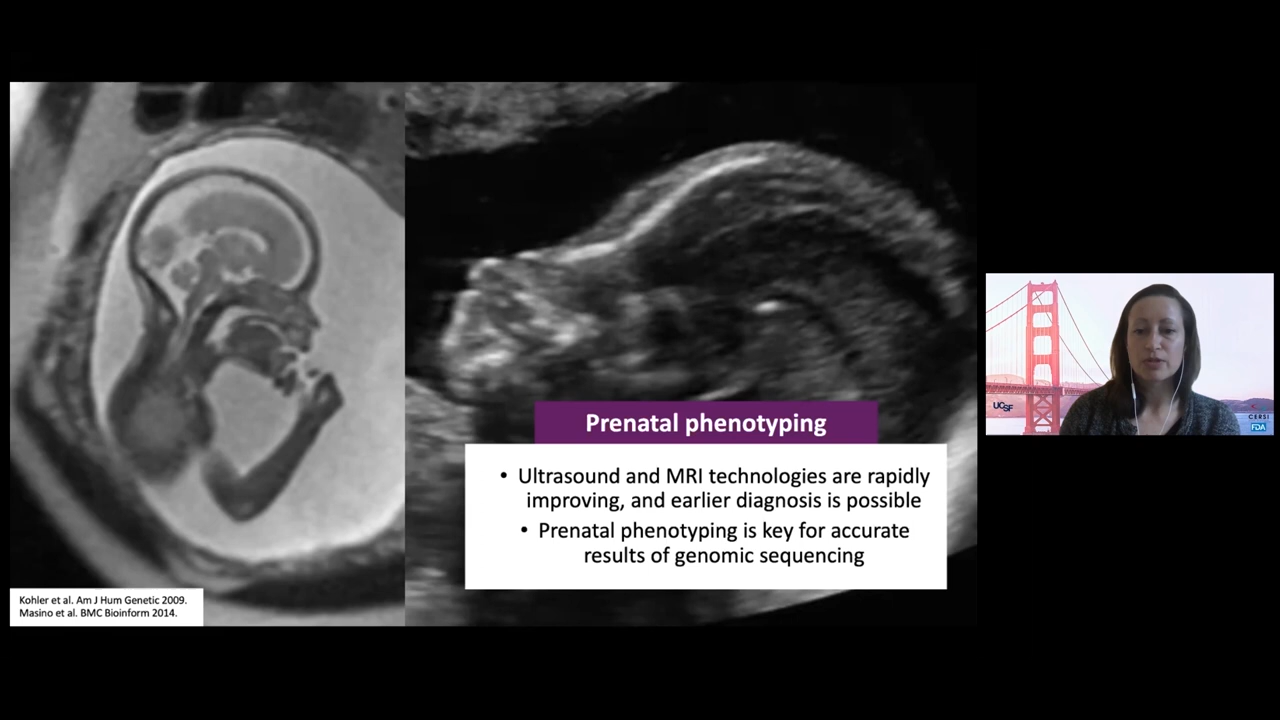 Prenatal phenotyping
• Ultrasound and MRI technologies are rapidly
improving, and earlier diagnosis is possible
• Prenatal phenotyping is key for accurate
results of genomic sequencing
Kohler et al. Am J Hum Genetic 2009.
Masino et al. BMC Bioinform 2014.
UCSF
CERSI
FDA